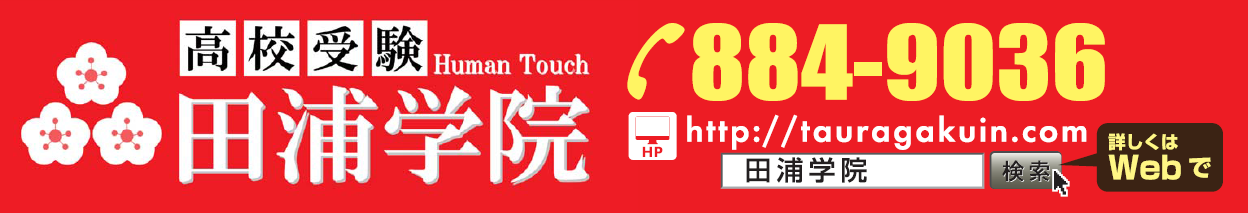 高校受験
Human Touch
田浦学院
884-9036
HP
http://tauragakuin.com
田浦学院
検索
詳しくは
Webで